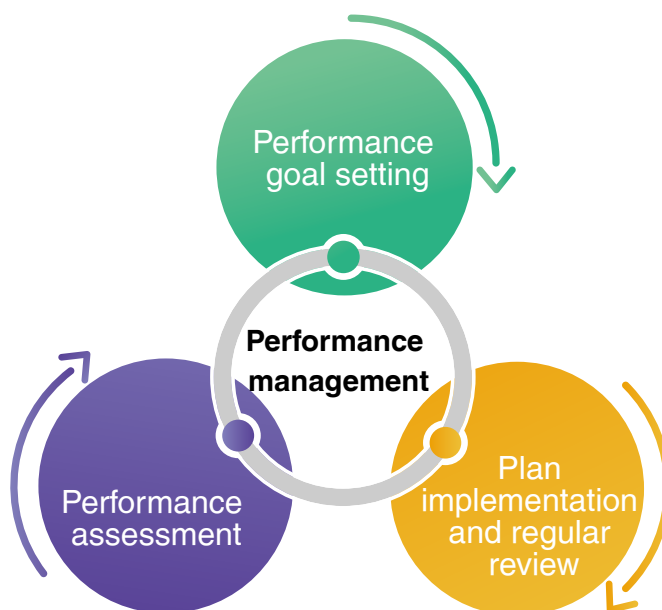 Performance
goal setting
Performance
management
Plan
implementation
and regular
review
Performance
assessment